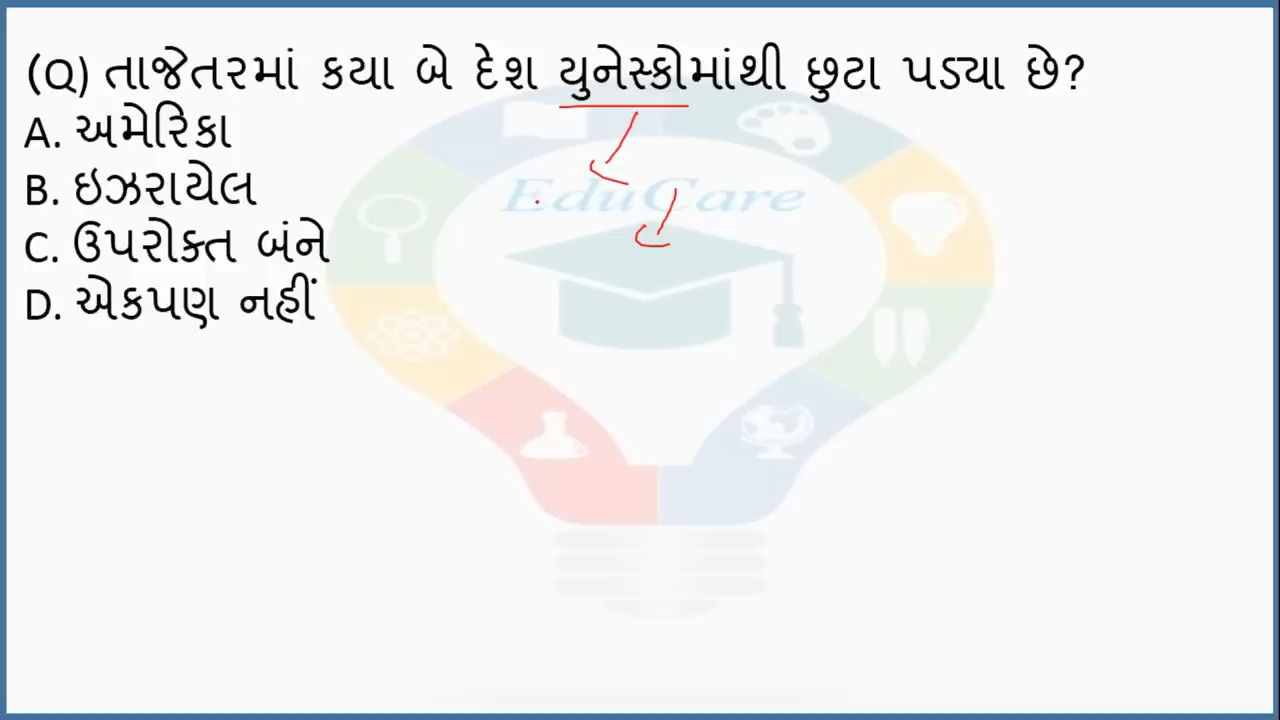 (Q) તાજેતરમાં કયા બે દેશ યુનેસ્કોમાંથી છુટા પડ્યા છે?
A. અમેરિકા
B. ઇઝરાયેલ
C. ઉપરોક્ત બંને
D. એકપણ નહીં
EduCare